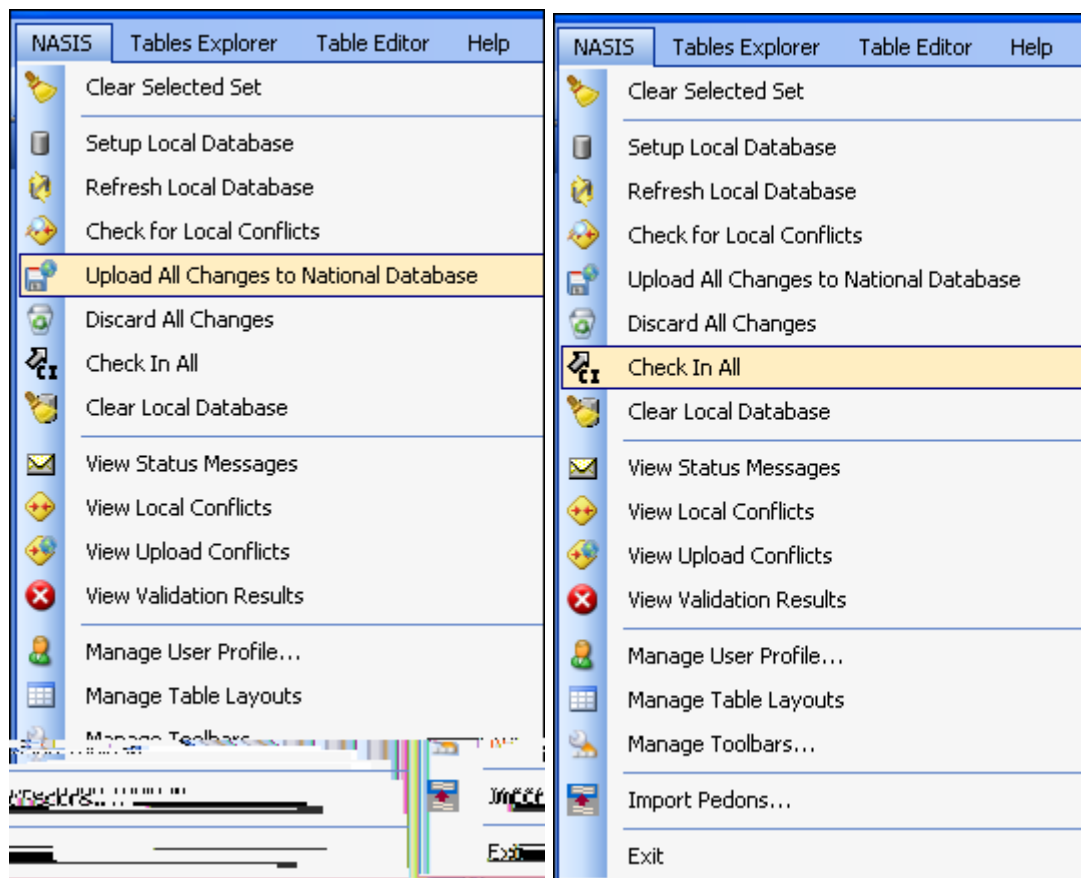 NASIS Tables Explorer Table Editor Help
Clear Selected Set
Setup Local Database
Refresh Local Database
Check for Local Conflicts
Upload All Changes to National Database
Discard All Changes
CI Check In All
Clear Local Database
View Status Messages
View Local Conflicts
View Upload Conflicts
View Validation Results
Manage User Profile...
Manage Table Layouts
Manage Toolbars
NASIS Tables Explorer Table Editor Help
Clear Selected Set
Setup Local Database
Refresh Local Database
Check for Local Conflicts
Upload All Changes to National Database
Discard All Changes
CI Check In All
Clear Local Database
View Status Messages
View Local Conflicts
View Upload Conflicts
View Validation Results
Manage User Profile...
Manage Table Layouts
Manage Toolbars...
Import Pedons...
Exit